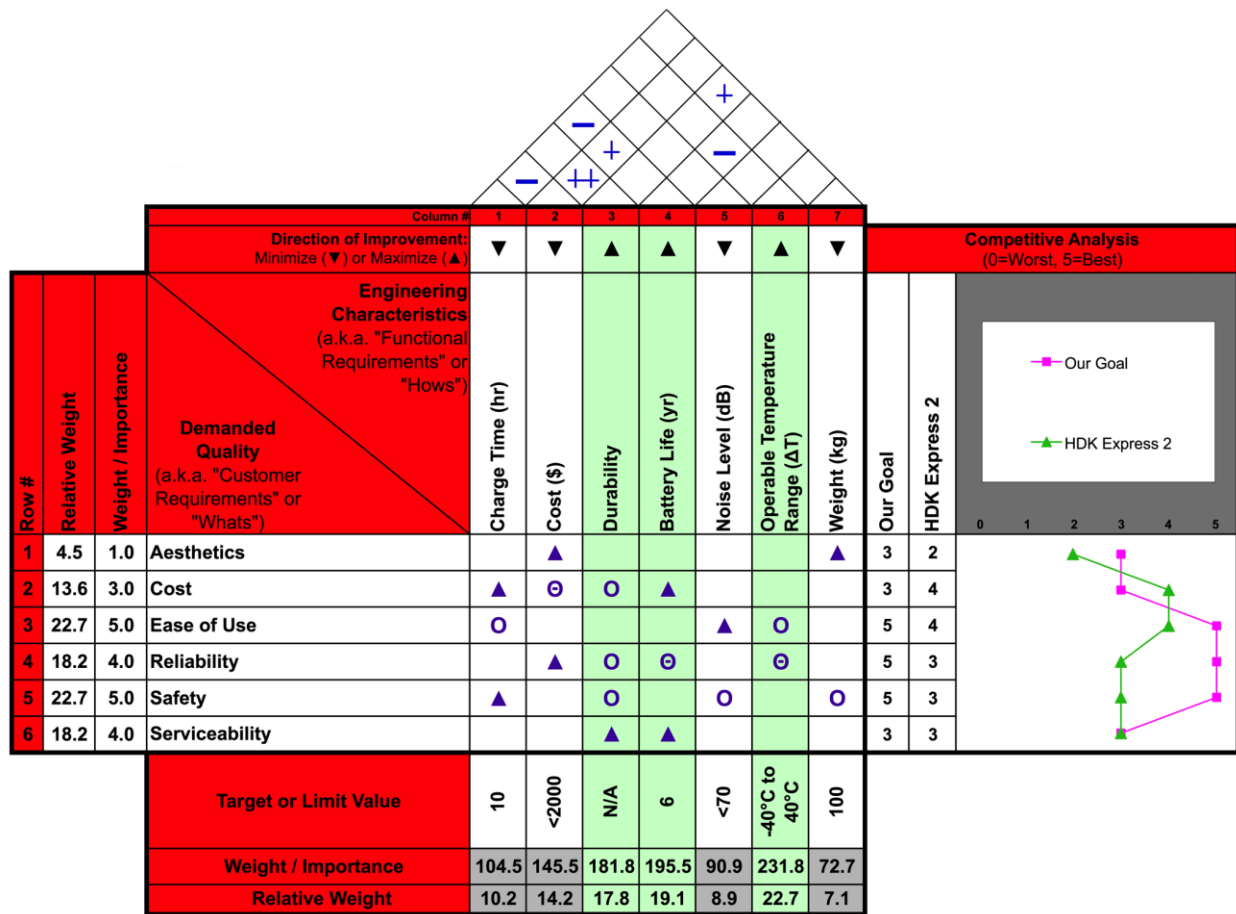 +
− + −
− ++
Column # 1 2 3 4 5 6 7
Direction of Improvement:
Minimize (▼) or Maximize (▲) ▼ ▼ ▲ ▲ ▼ ▲ ▼
Competitive Analysis
(0=Worst, 5=Best)
Row #
Relative Weight
Weight / Importance
Engineering
Characteristics
(a.k.a. "Functional
Requirements" or
"Hows")
Demanded
Quality
(a.k.a. "Customer
Requirements" or
"Whats")
Charge Time (hr)
Cost ($)
Durability
Battery Life (yr)
Noise Level (dB)
Operable Temperature
Range (ΔT)
Weight (kg)
Our Goal
HDK Express 2
Our Goal
HDK Express 2
0 1 2 3 4 5
1 4.5 1.0 Aesthetics ▲ ▲ 3 2
2 13.6 3.0 Cost ▲ Θ O ▲ 3 4
3 22.7 5.0 Ease of Use O ▲ O 5 4
4 18.2 4.0 Reliability ▲ O Θ Θ 5 3
5 22.7 5.0 Safety ▲ O O O 5 3
6 18.2 4.0 Serviceability ▲ ▲ 3 3
Target or Limit Value
10
<2000
N/A
6
<70
-40°C to
40°C
100
Weight / Importance 104.5 145.5 181.8 195.5 90.9 231.8 72.7
Relative Weight 10.2 14.2 17.8 19.1 8.9 22.7 7.1